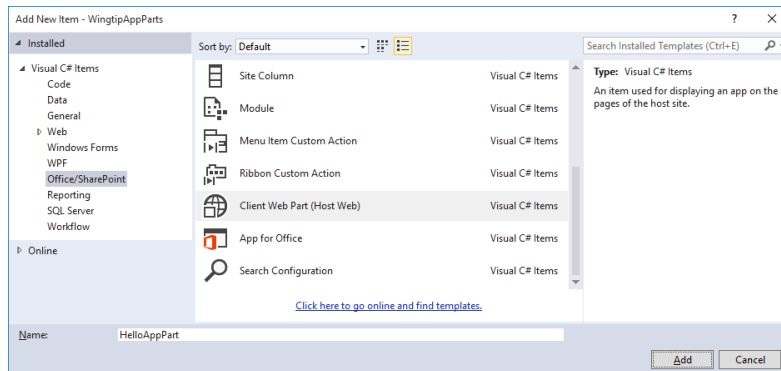 Add New Item - WingtipAppParts
? ×
Installed
Sort by: Default
Search Installed Templates (Ctrl+E)
Visual C# Items
Code
Data
General
Web
Windows Forms
WPF
Office/SharePoint
Reporting
SQL Server
Workflow
Online
Site Column Visual C# Items
Module Visual C# Items
Menu Item Custom Action Visual C# Items
Ribbon Custom Action Visual C# Items
Client Web Part (Host Web) Visual C# Items
App for Office Visual C# Items
Search Configuration Visual C# Items
Click here to go online and find templates.
Type: Visual C# Items
An item used for displaying an app on the
pages of the host site.
Name: HelloAppPart
Add Cancel